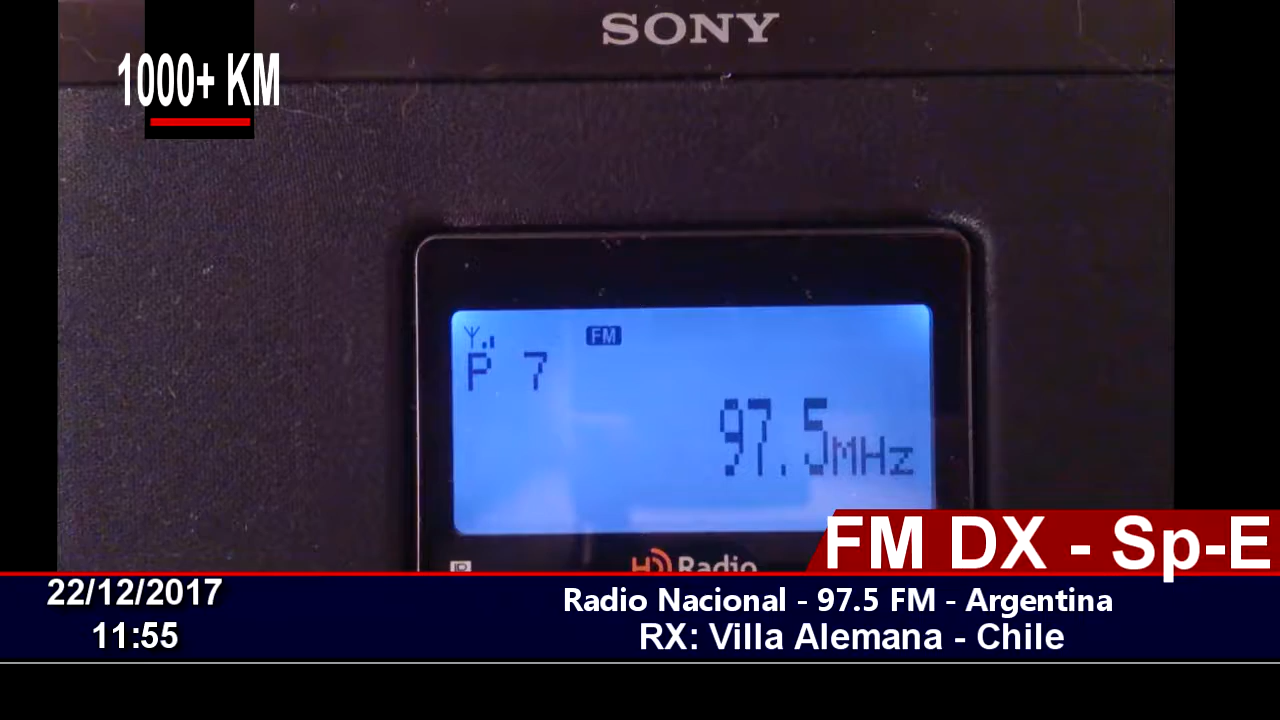 SONY
1000+ KM
FM
P 7
97.5MHz
HD Radio
FM DX - Sp-E
22/12/2017
11:55
Radio Nacional - 97.5 FM - Argentina
RX: Villa Alemana - Chile